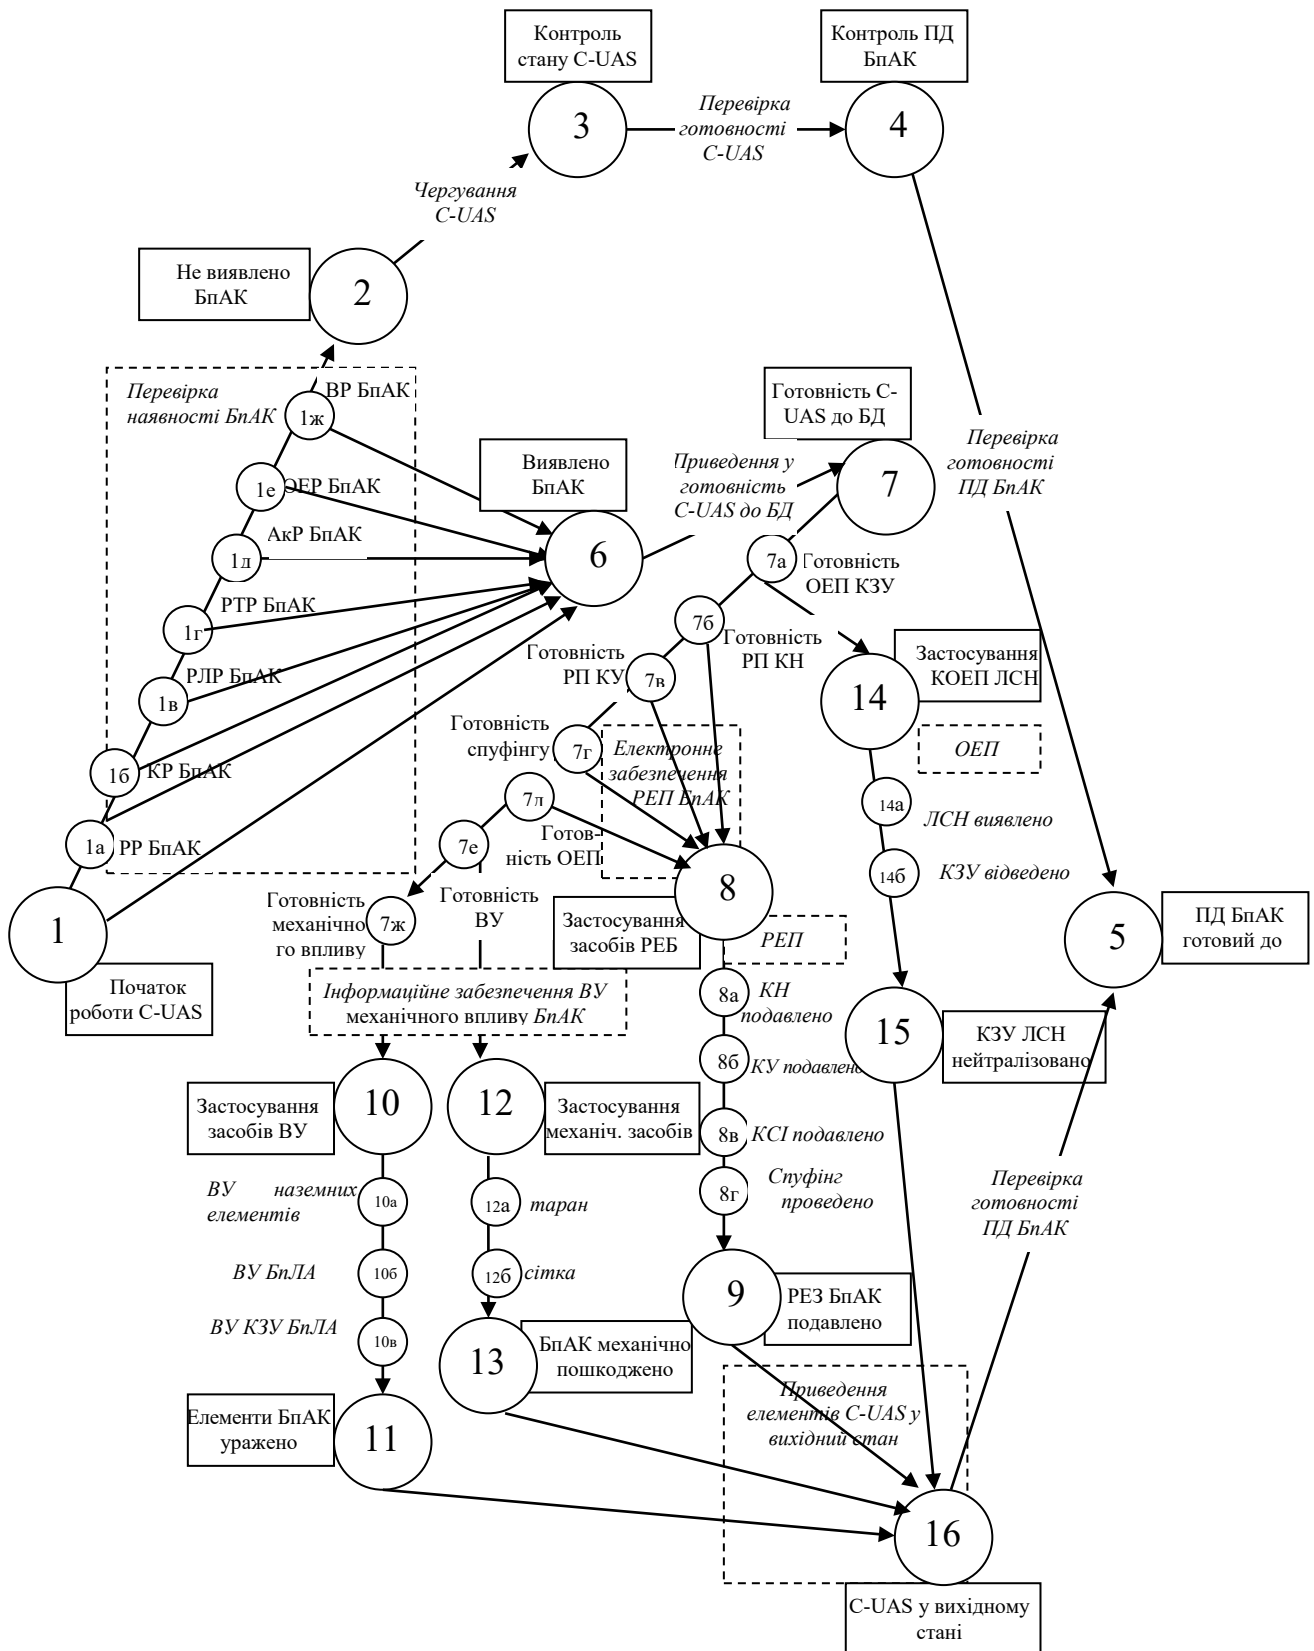 Контроль
стану C-UAS
Контроль ПД
БпАК
3
Перевірка
готовності
C-UAS
4
Чергування
C-UAS
Не виявлено
БпАК
2
Перевірка
наявності БпАК
ВР БпАК
1ж
Готовність C-
UAS до БД
Перевірка
готовності
ПД БпАК
Виявлено
БпАК
Приведення у
готовність
C-UAS до БД
7
1е
ОЕР БпАК
АкР БпАК
1д
6
7а
Готовність
ОЕП КЗУ
РТР БпАК
1г
7б
Готовність
РП КН
Готовність
РП КУ
7в
Застосування
КОЕП ЛСН
14
РЛР БпАК
1в
Готовність
спуфінгу
7г
Електронне
забезпечення
РЕП БпАК
ОЕП
1б
КР БпАК
7д
14а
ЛСН виявлено
1а
РР БпАК
7е
Готов-
ність ОЕП
14б
КЗУ відведено
8
Готовність
механічно
го впливу
7ж
Готовність
ВУ
Застосування
засобів РЕБ
РЕП
1
5
ПД БпАК
готовий до
Початок
роботи C-UAS
Інформаційне забезпечення ВУ
механічного впливу БпАК
8а
КН
подавлено
15
КЗУ ЛСН
нейтралізовано
8б
КУ подавлено
Застосування
засобів ВУ
10
12
Застосування
механіч. засобів
8в
КСІ подавлено
ВУ наземних
елементів
10а
12а
таран
8г
Спуфінг
проведено
Перевірка
готовності
ПД БпАК
ВУ БпЛА
10б
12б
сітка
9
РЕЗ БпАК
подавлено
ВУ КЗУ БпЛА
10в
13
БпАК механічно
пошкоджено
Приведення
елементів C-UAS у
вихідний стан
Елементи БпАК
уражено
11
16
C-UAS у вихідному
стані